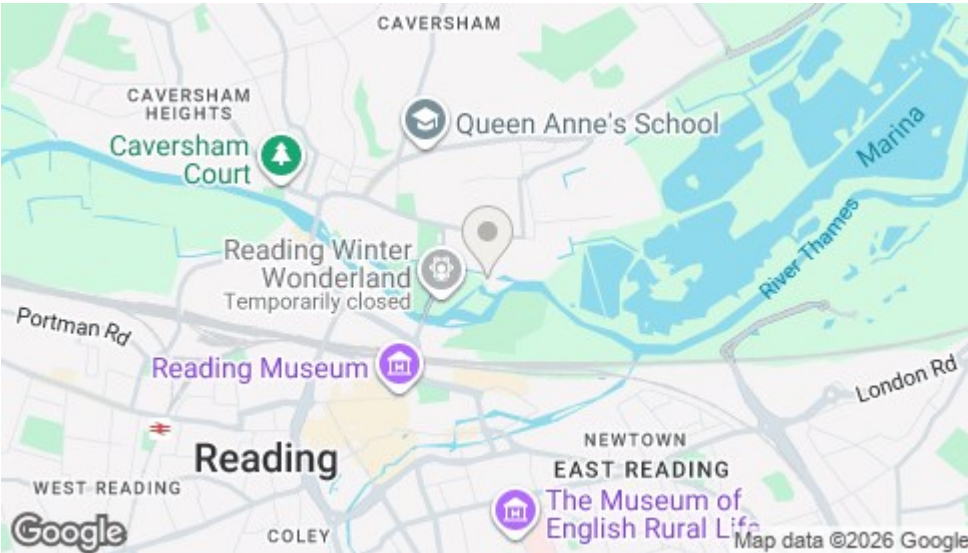 CAVERSHAM
CAVERSHAM
HEIGHTS
Queen Anne's School
Caversham
Court
Marina
River Thames
Reading Winter
Wonderland
Temporarily closed
Portman Rd
Reading Museum
London Rd
Reading
NEWTOWN
EAST READING
WEST READING
The Museum of
English Rural Life
COLEY
Google
Map data ©2026 Google